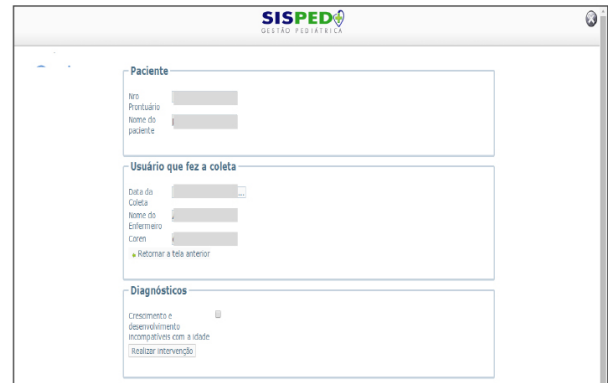 SISPED
GESTÃO PEDIÁTRICA
Paciente
Nro
Prontuário
Nome do
paciente
Usuário que fez a coleta
Data da
Coleta
...
Nome do
Enfermeiro
Coren
Retornar a tela anterior
Diagnósticos
Crescimento e
desenvolvimento
incompatíveis com a idade
Realizar intervenção